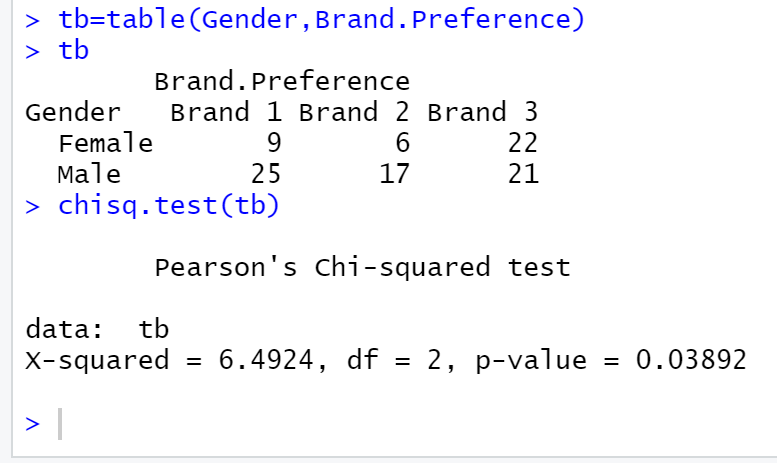 > tb=table(Gender,Brand.Preference)
> tb
        Brand.Preference
Gender   Brand 1 Brand 2 Brand 3
  Female       9       6      22
  Male        25      17      21
> chisq.test(tb)
        Pearson's Chi-squared test
data:  tb
X-squared = 6.4924, df = 2, p-value = 0.03892
>